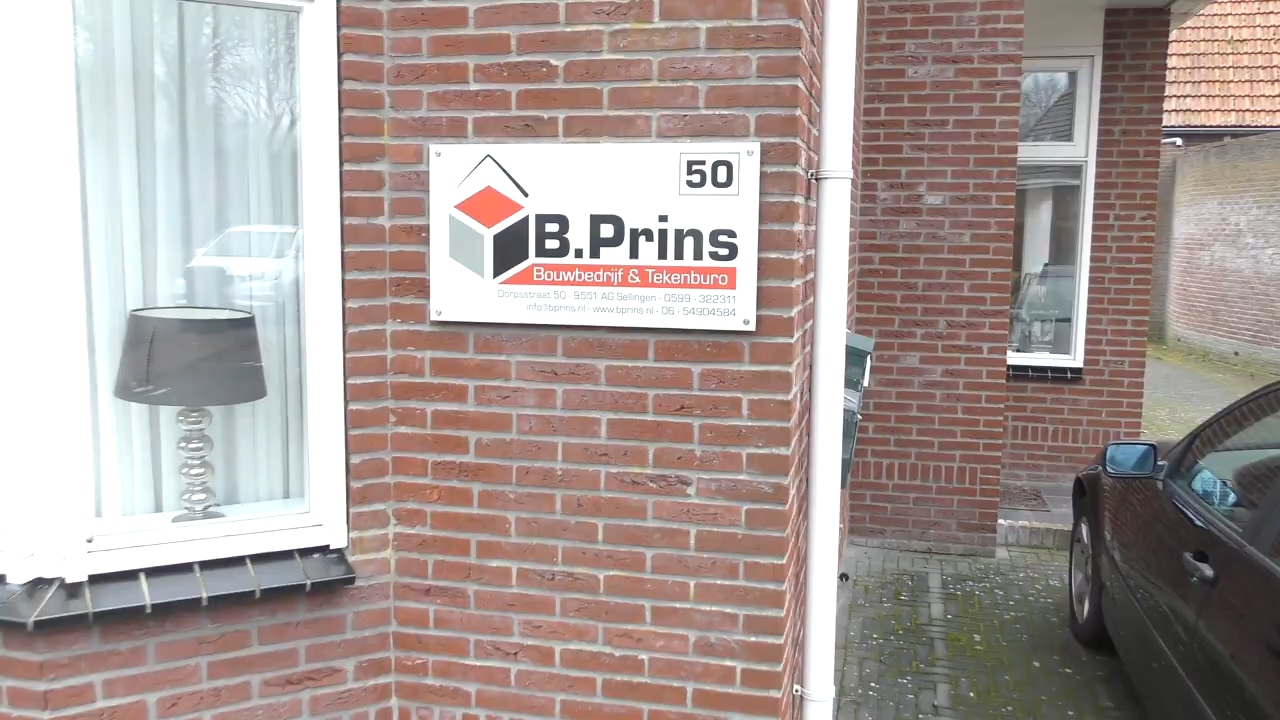 50
B.Prins
Bouwbedrijf & Tekenburo
Dorpsstraat 50 - 9551 AG Sellingen - 0599 - 322311
info@bprins.nl - www.bprins.nl - 06 - 54904584